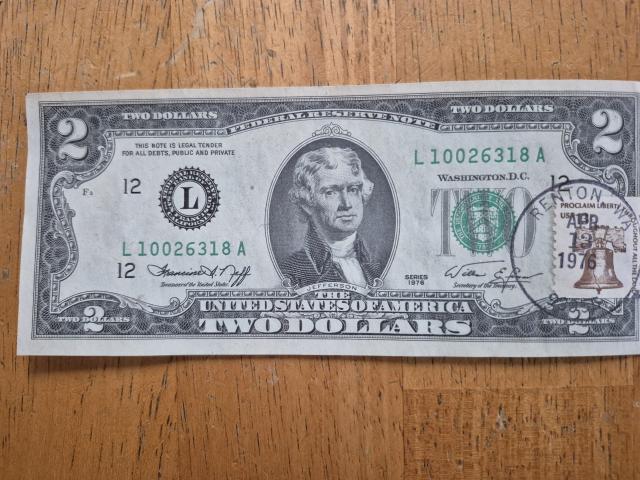 2 TWO DOLLARS FEDERAL RESERVE NOTE TWO DOLLARS 2
THIS NOTE IS LEGAL TENDER
FOR ALL DEBTS, PUBLIC AND PRIVATE
L 10026318 A
WASHINGTON, D.C.
12 L 12
TWO
L 10026318 A
12
Treasurer of the United States.
JEFFERSON
SERIES
1976
Secretary of the Treasury.
THE
UNITED STATES OF AMERICA
TWO DOLLARS
2 TWO DOLLARS
2 TWO DOLLARS
RENTON, WA
PROCLAIM LIBERTY
USA 13
APR
13
1976